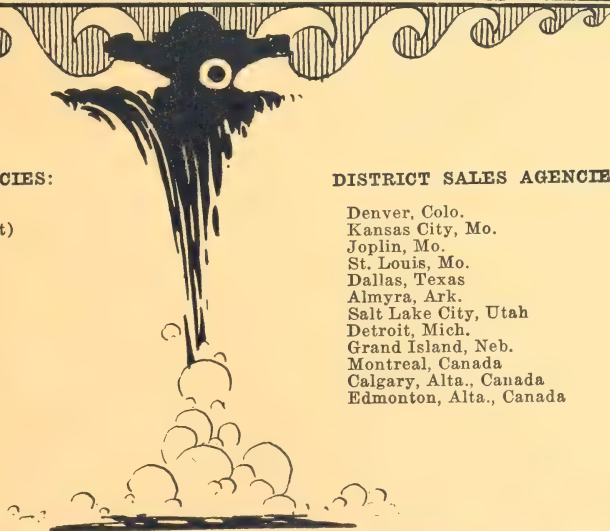 CIES:
t)
DISTRICT SALES AGENCIE
Denver, Colo.
Kansas City, Mo.
Joplin, Mo.
St. Louis, Mo.
Dallas, Texas
Almyra, Ark.
Salt Lake City, Utah
Detroit, Mich.
Grand Island, Neb.
Montreal, Canada
Calgary, Alta., Canada
Edmonton, Alta., Canada